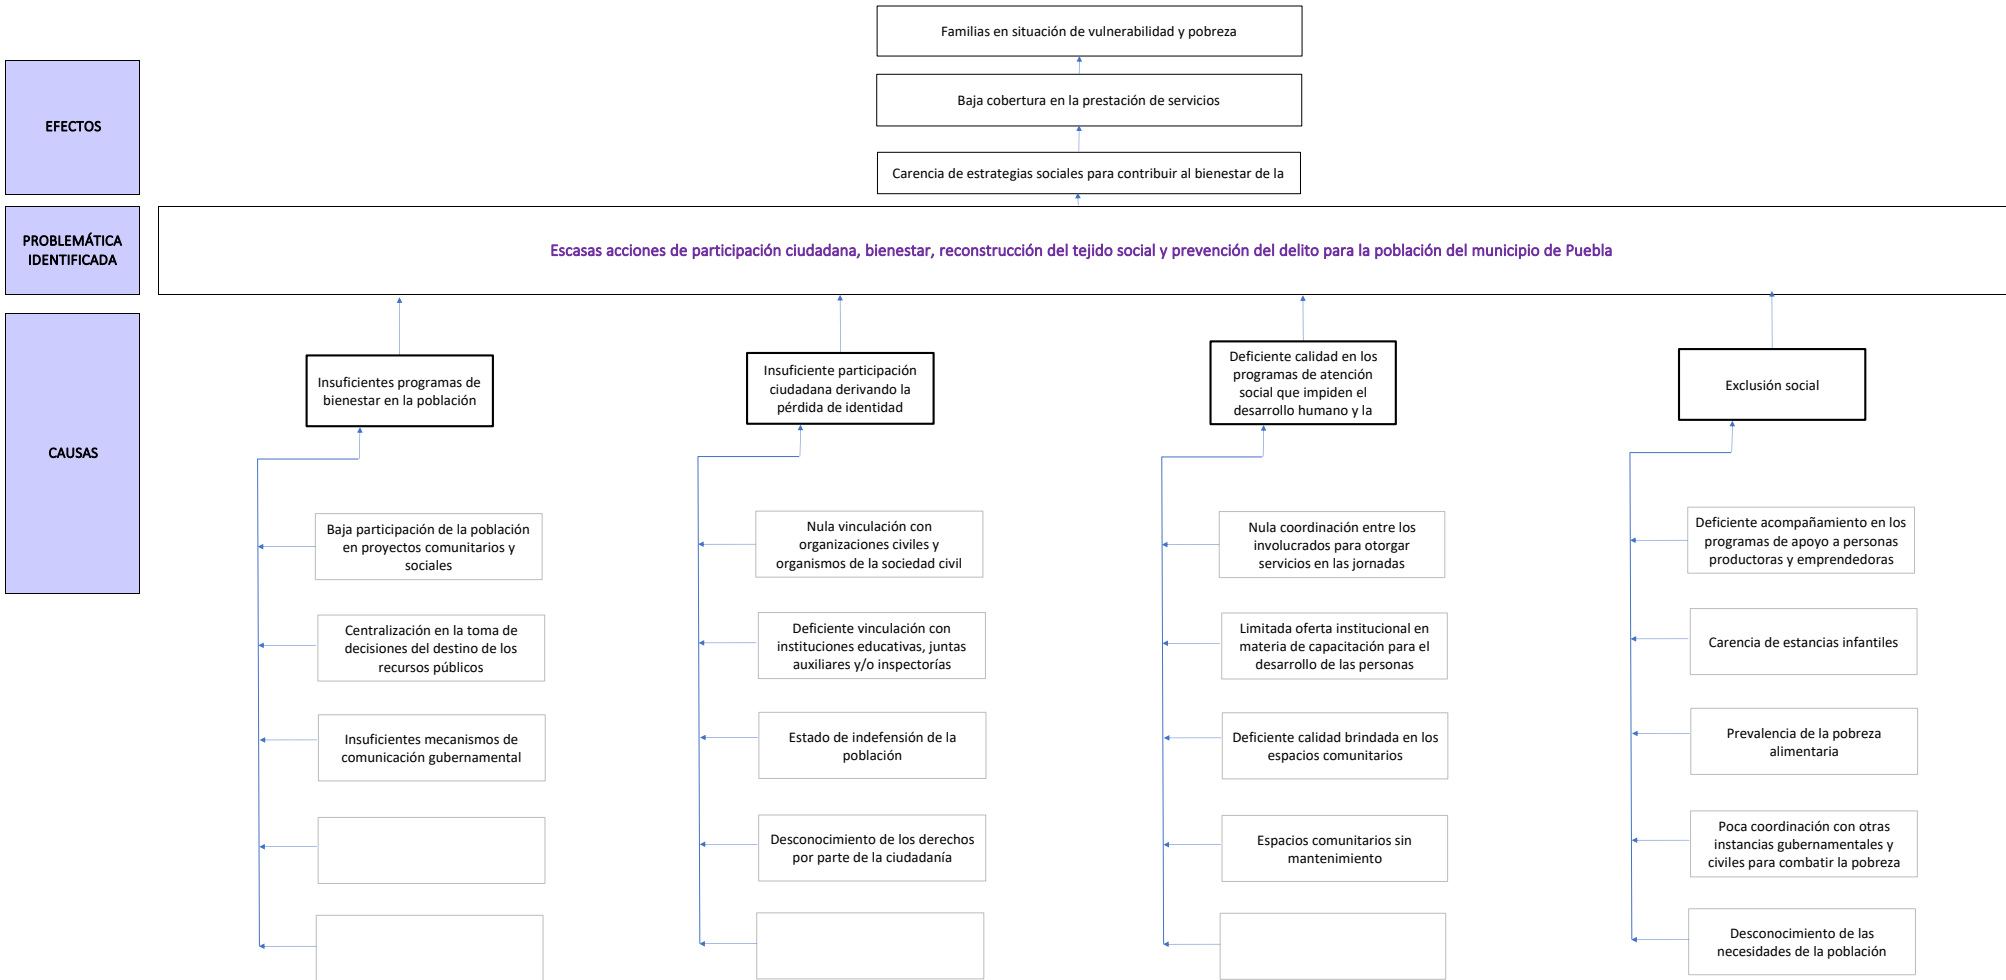 Familias en situación de vulnerabilidad y pobreza
EFECTOS
Baja cobertura en la prestación de servicios
Carencia de estrategias sociales para contribuir al bienestar de la
PROBLEMÁTICA
IDENTIFICADA
Escasas acciones de participación ciudadana, bienestar, reconstrucción del tejido social y prevención del delito para la población del municipio de Puebla
CAUSAS
Insuficientes programas de
bienestar en la población
Baja participación de la población
en proyectos comunitarios y
sociales
Centralización en la toma de
decisiones del destino de los
recursos públicos
Insuficientes mecanismos de
comunicación gubernamental
Insuficiente participación
ciudadana derivando la
pérdida de identidad
Nula vinculación con
organizaciones civiles y
organismos de la sociedad civil
Deficiente vinculación con
instituciones educativas, juntas
auxiliares y/o inspectorías
Estado de indefensión de la
población
Desconocimiento de los derechos
por parte de la ciudadanía
Deficiente calidad en los
programas de atención
social que impiden el
desarrollo humano y la
Nula coordinación entre los
involucrados para otorgar
servicios en las jornadas
Limitada oferta institucional en
materia de capacitación para el
desarrollo de las personas
Deficiente calidad brindada en los
espacios comunitarios
Espacios comunitarios sin
mantenimiento
Exclusión social
Deficiente acompañamiento en los
programas de apoyo a personas
productoras y emprendedoras
Carencia de estancias infantiles
Prevalencia de la pobreza
alimentaria
Poca coordinación con otras
instancias gubernamentales y
civiles para combatir la pobreza
Desconocimiento de las
necesidades de la población